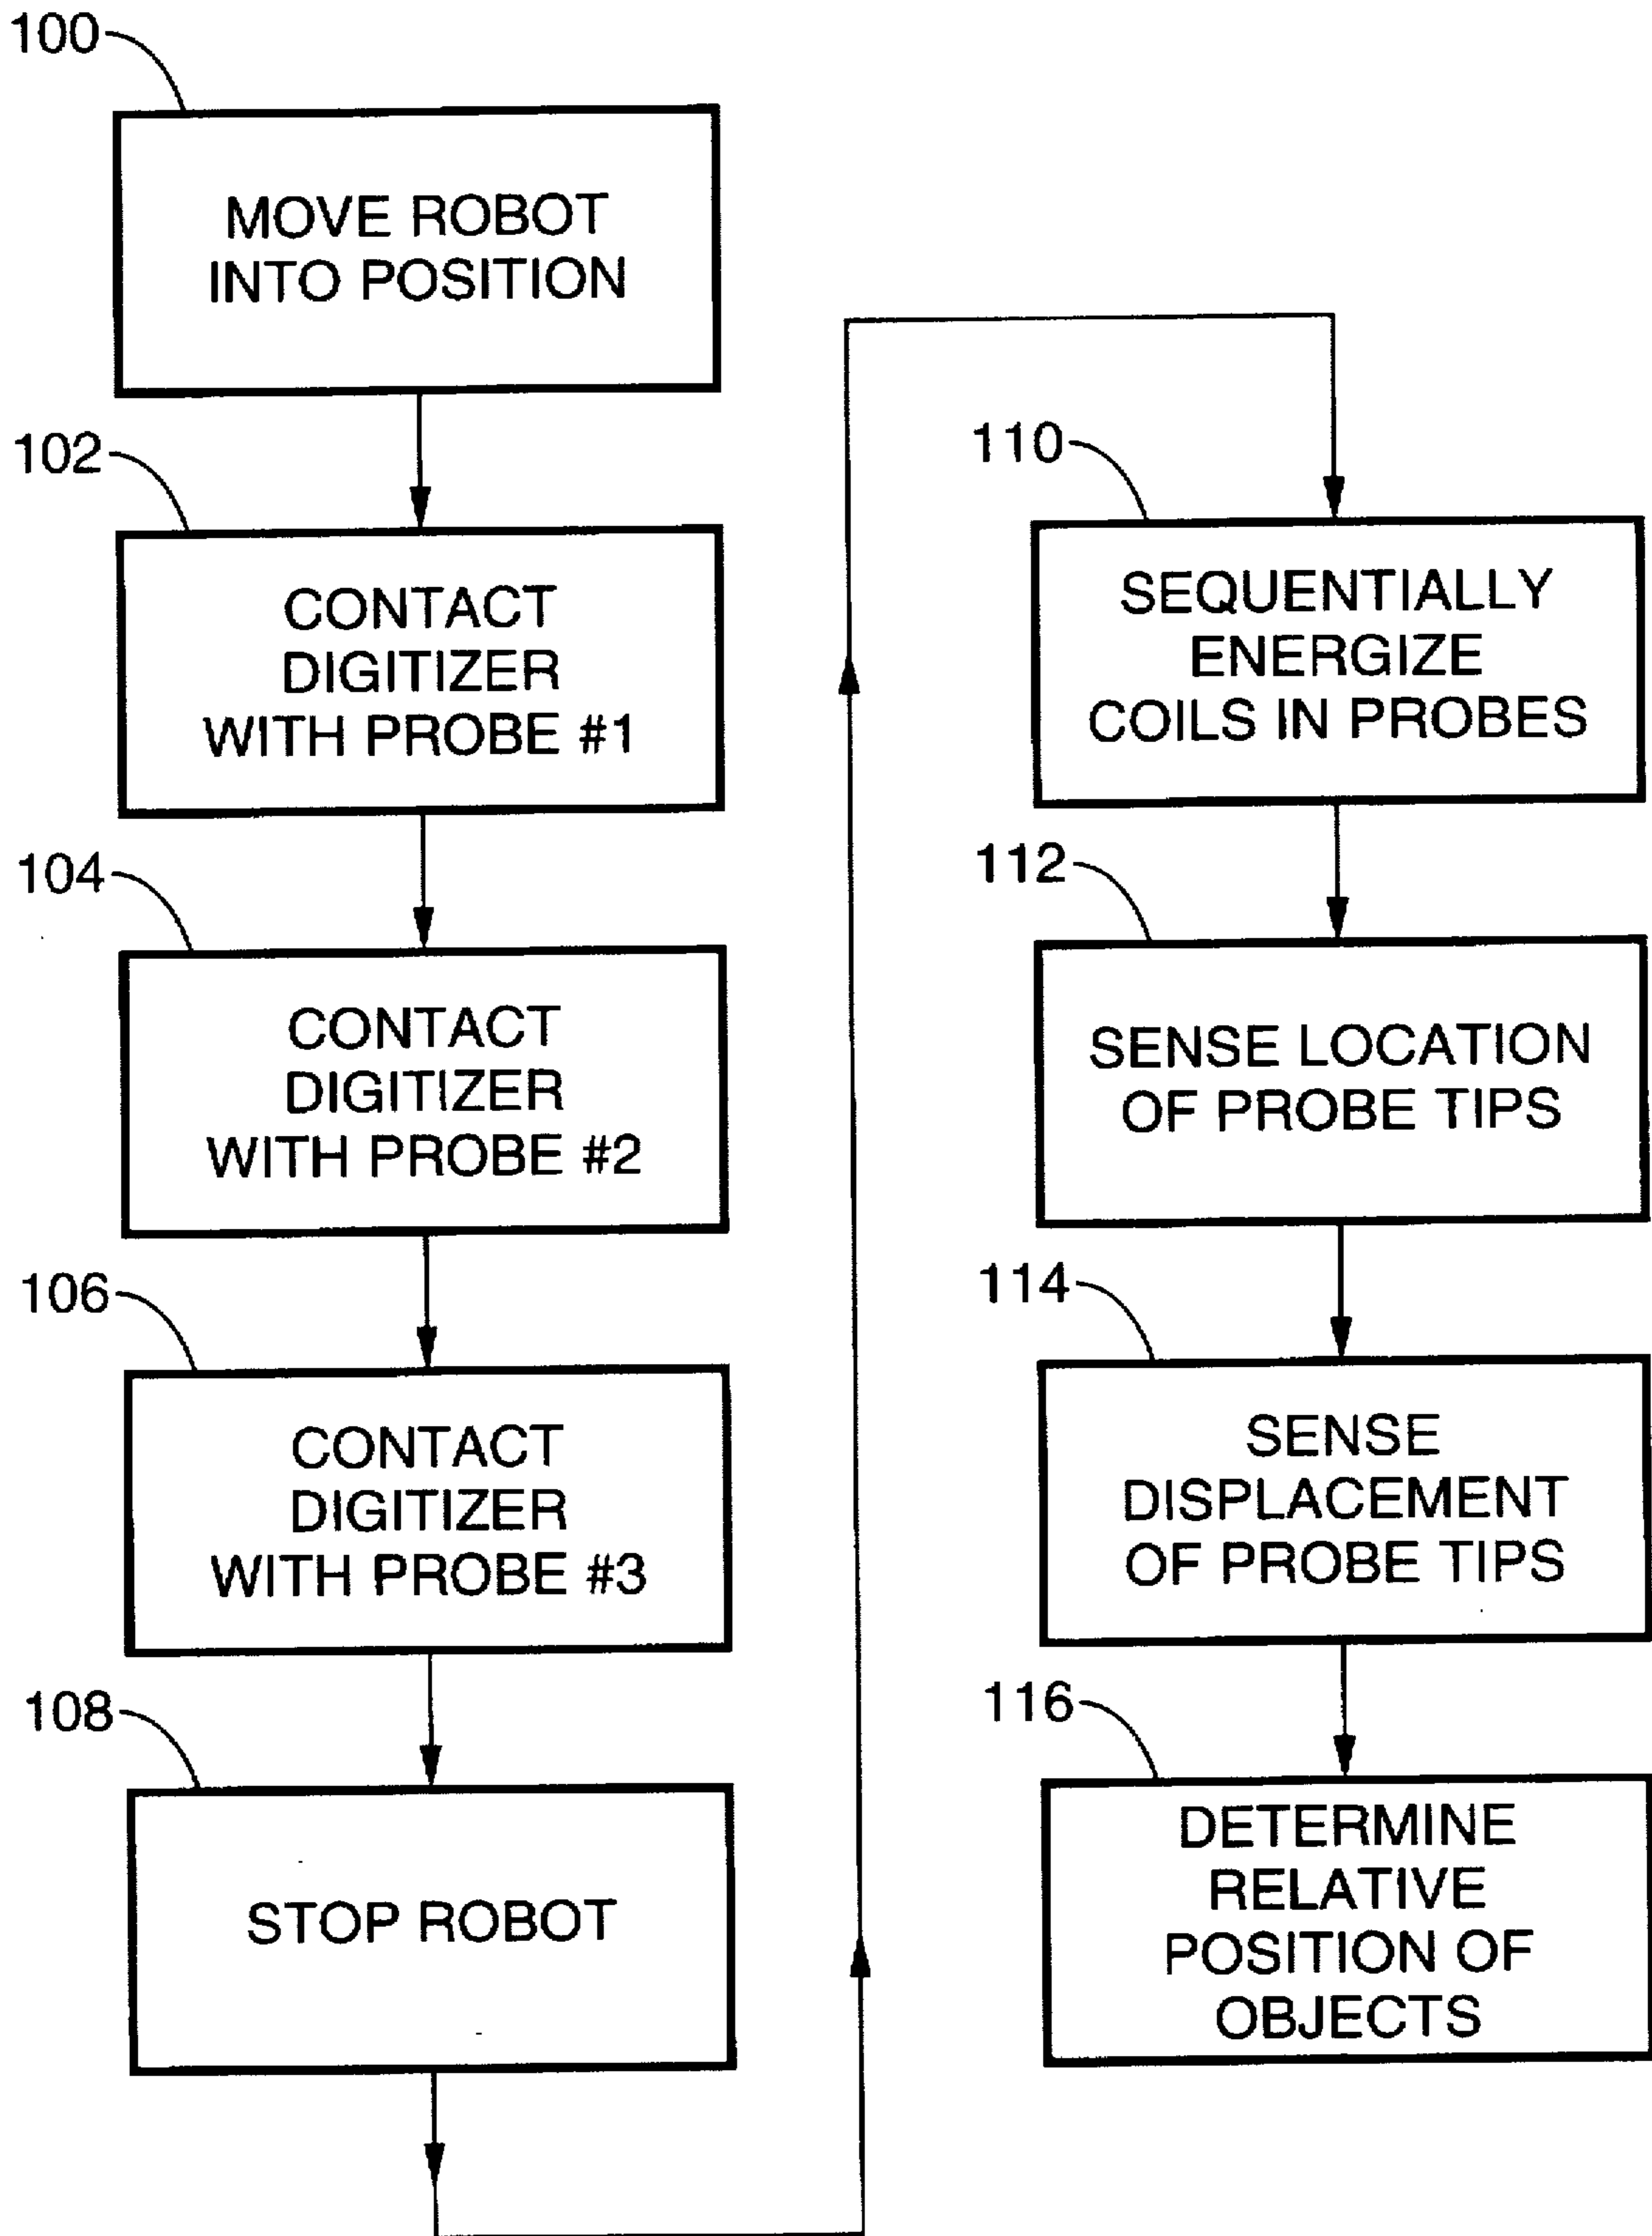 100
MOVE ROBOT
INTO POSITION
102
CONTACT
DIGITIZER
WITH PROBE #1
104
CONTACT
DIGITIZER
WITH PROBE #2
106
CONTACT
DIGITIZER
WITH PROBE #3
108
STOP ROBOT
110
SEQUENTIALLY
ENERGIZE
COILS IN PROBES
112
SENSE LOCATION
OF PROBE TIPS
114
SENSE
DISPLACEMENT
OF PROBE TIPS
116
DETERMINE
RELATIVE
POSITION OF
OBJECTS